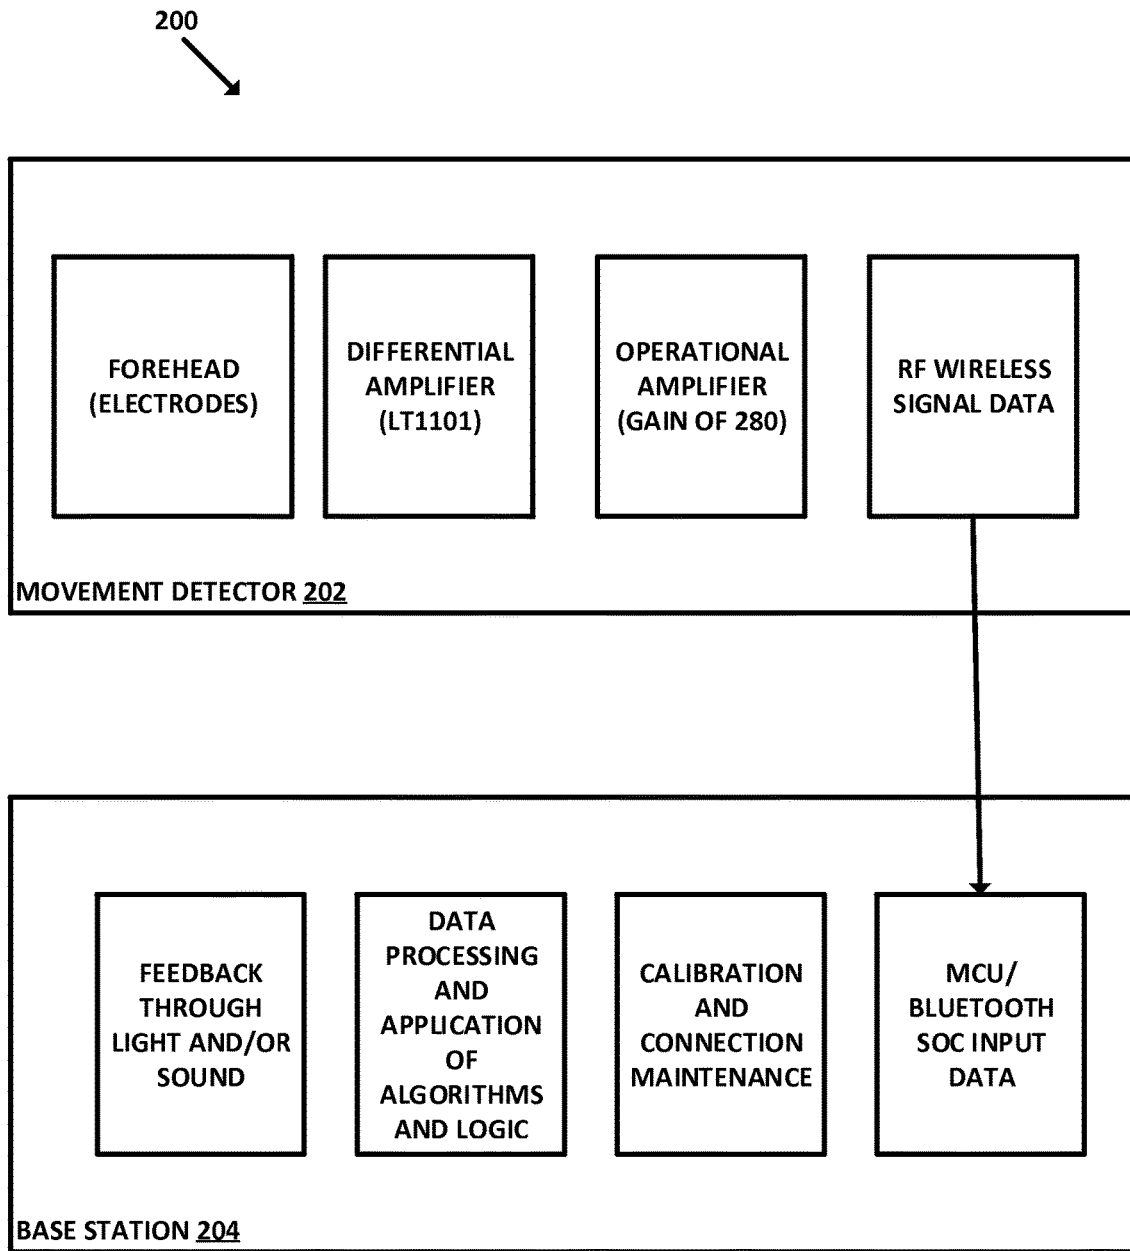 200
FOREHEAD
(ELECTRODES)
DIFFERENTIAL
AMPLIFIER
(LT1101)
OPERATIONAL
AMPLIFIER
(GAIN OF 280)
RF WIRELESS
SIGNAL DATA
MOVEMENT DETECTOR 202
FEEDBACK
THROUGH
LIGHT AND/OR
SOUND
DATA
PROCESSING
AND
APPLICATION
OF
ALGORITHMS
AND LOGIC
CALIBRATION
AND
CONNECTION
MAINTENANCE
MCU/
BLUETOOTH
SOC INPUT
DATA
BASE STATION 204